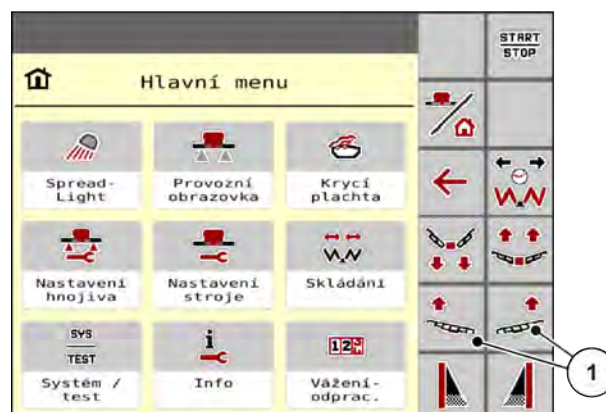 START
STOP
Hlavní menu
Spread-
Light
Provozní
obrazovka
Krycí
plachta
Nastavení
hnojiva
Nastavení
stroje
Skládání
SYS
TEST
Systém /
test
i
Info
123
Vážení-
odprac.
1